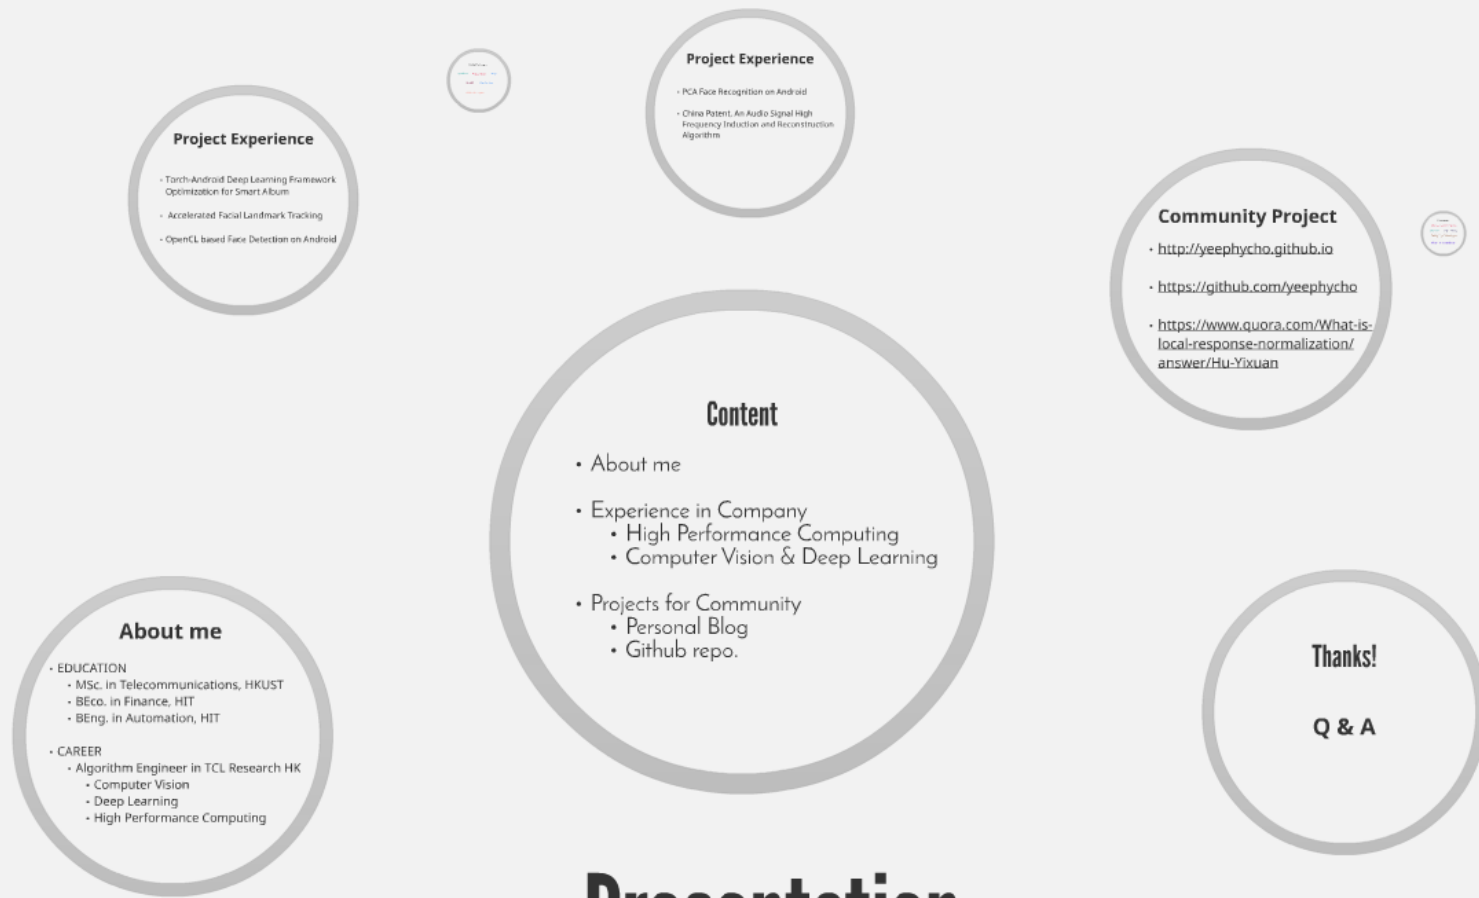 Project Experience
• PCA Face Recognition on Android
• China Patent, An Audio Signal High
Frequency Induction and Reconstruction
Algorithm
Project Experience
• Torch-Android Deep Learning Framework
Optimization for Smart Album
• Accelerated Facial Landmark Tracking
• OpenCL based Face Detection on Android
Community Project
• http://yeephycho.github.io
• https://github.com/yeephycho
• https://www.quora.com/What-is-
local-response-normalization/
answer/Hu-Yixuan
Content
• About me
• Experience in Company
• High Performance Computing
• Computer Vision & Deep Learning
• Projects for Community
• Personal Blog
• Github repo.
About me
• EDUCATION
• MSc. in Telecommunications, HKUST
• BEco. in Finance, HIT
• BEng. in Automation, HIT
• CAREER
• Algorithm Engineer in TCL Research HK
• Computer Vision
• Deep Learning
• High Performance Computing
Thanks!
Q & A
Presentation